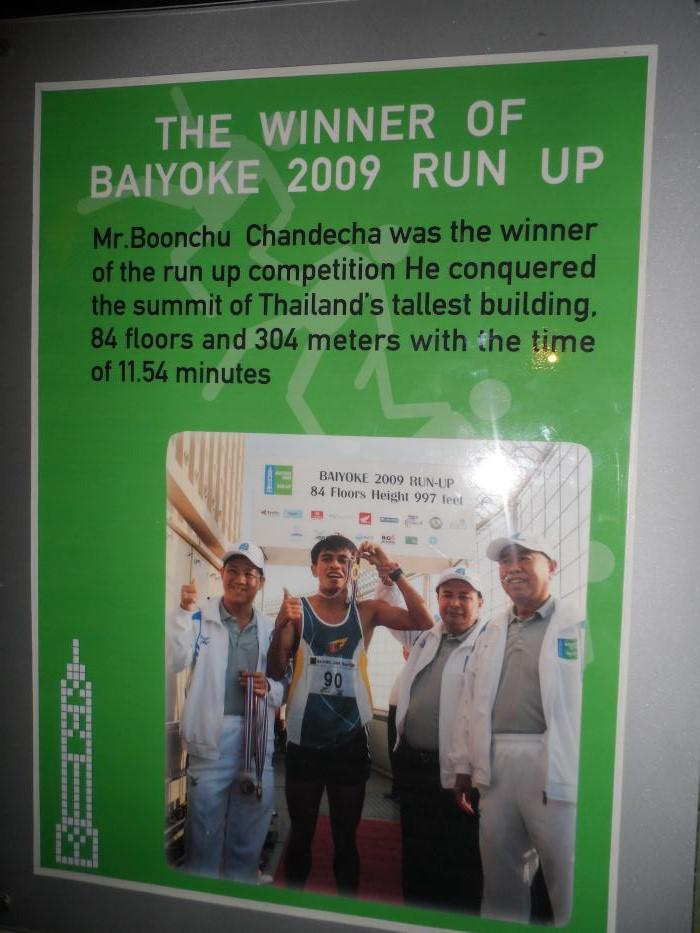 THE WINNER OF
BAIYOKE 2009 RUN UP
Mr.Boonchu Chandecha was the winner
of the run up competition He conquered
the summit of Thailand's tallest building,
84 floors and 304 meters with the time
of 11.54 minutes
BAIYOKE 2009 RUN-UP
84 Floors Height 997 feet
90